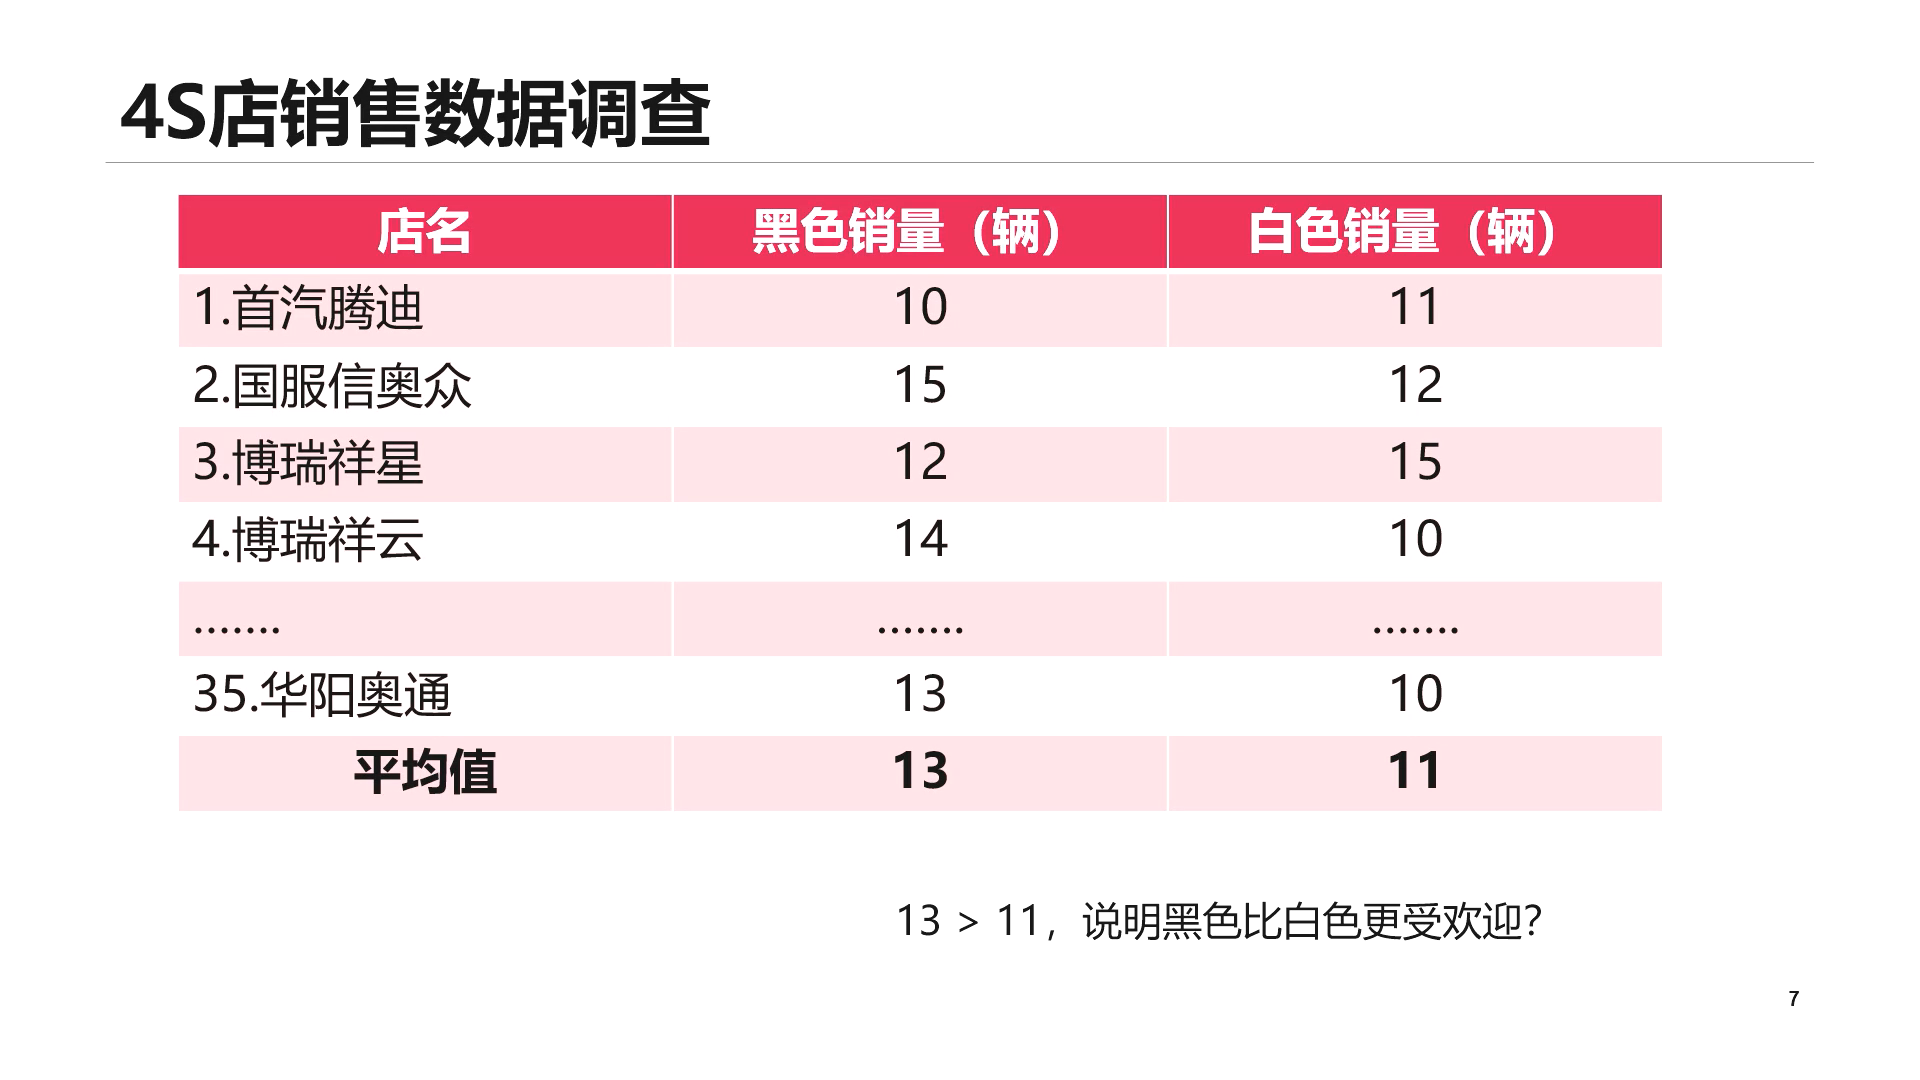 4S店销售数据调查
店名 黑色销量（辆） 白色销量（辆）
1.首汽腾迪 10 11
2.国服信奥众 15 12
3.博瑞祥星 12 15
4.博瑞祥云 14 10
....... ....... .......
35.华阳奥通 13 10
平均值 13 11
13 > 11，说明黑色比白色更受欢迎？
7